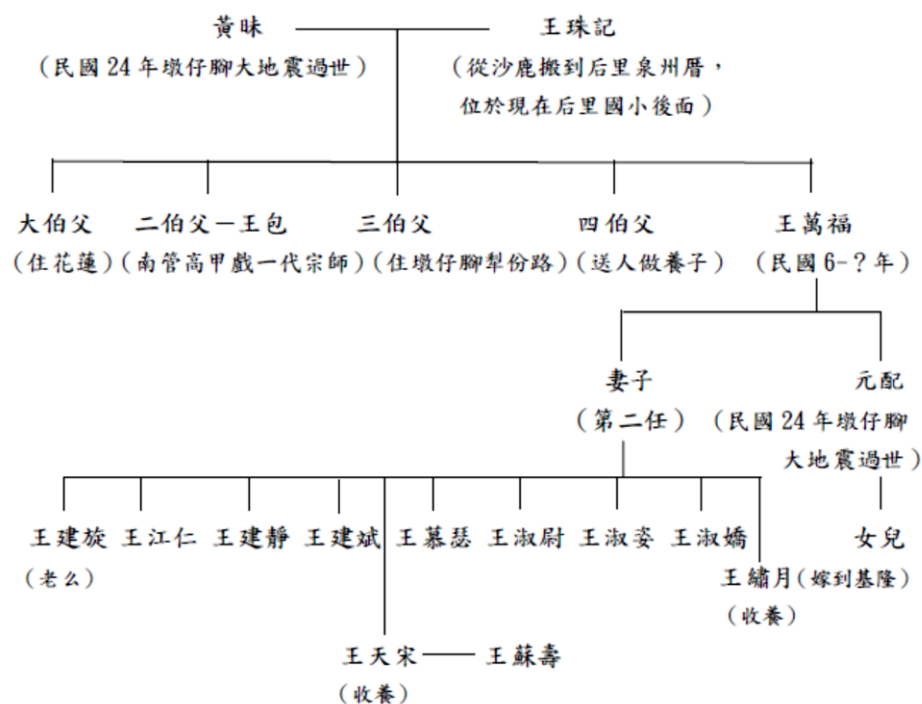 黃昧 王珠記
(民國24年墩仔腳大地震過世) (從沙鹿搬到后里泉州厝，
位於現在后里國小後面)
大伯父 二伯父－王包 三伯父 四伯父 王萬福
(住花蓮) (南管高甲戲一代宗師) (住墩仔腳犁份路) (送人做養子) (民國6-?年)
妻子 元配
(第二任) (民國24年墩仔腳
大地震過世)
王建旋 王江仁 王建靜 王建斌 王慕瑟 王淑尉 王淑姿 王淑嬌 女兒
(老么) 王繡月 (嫁到基隆)
(收養)
王天宋 王蘇壽
(收養)